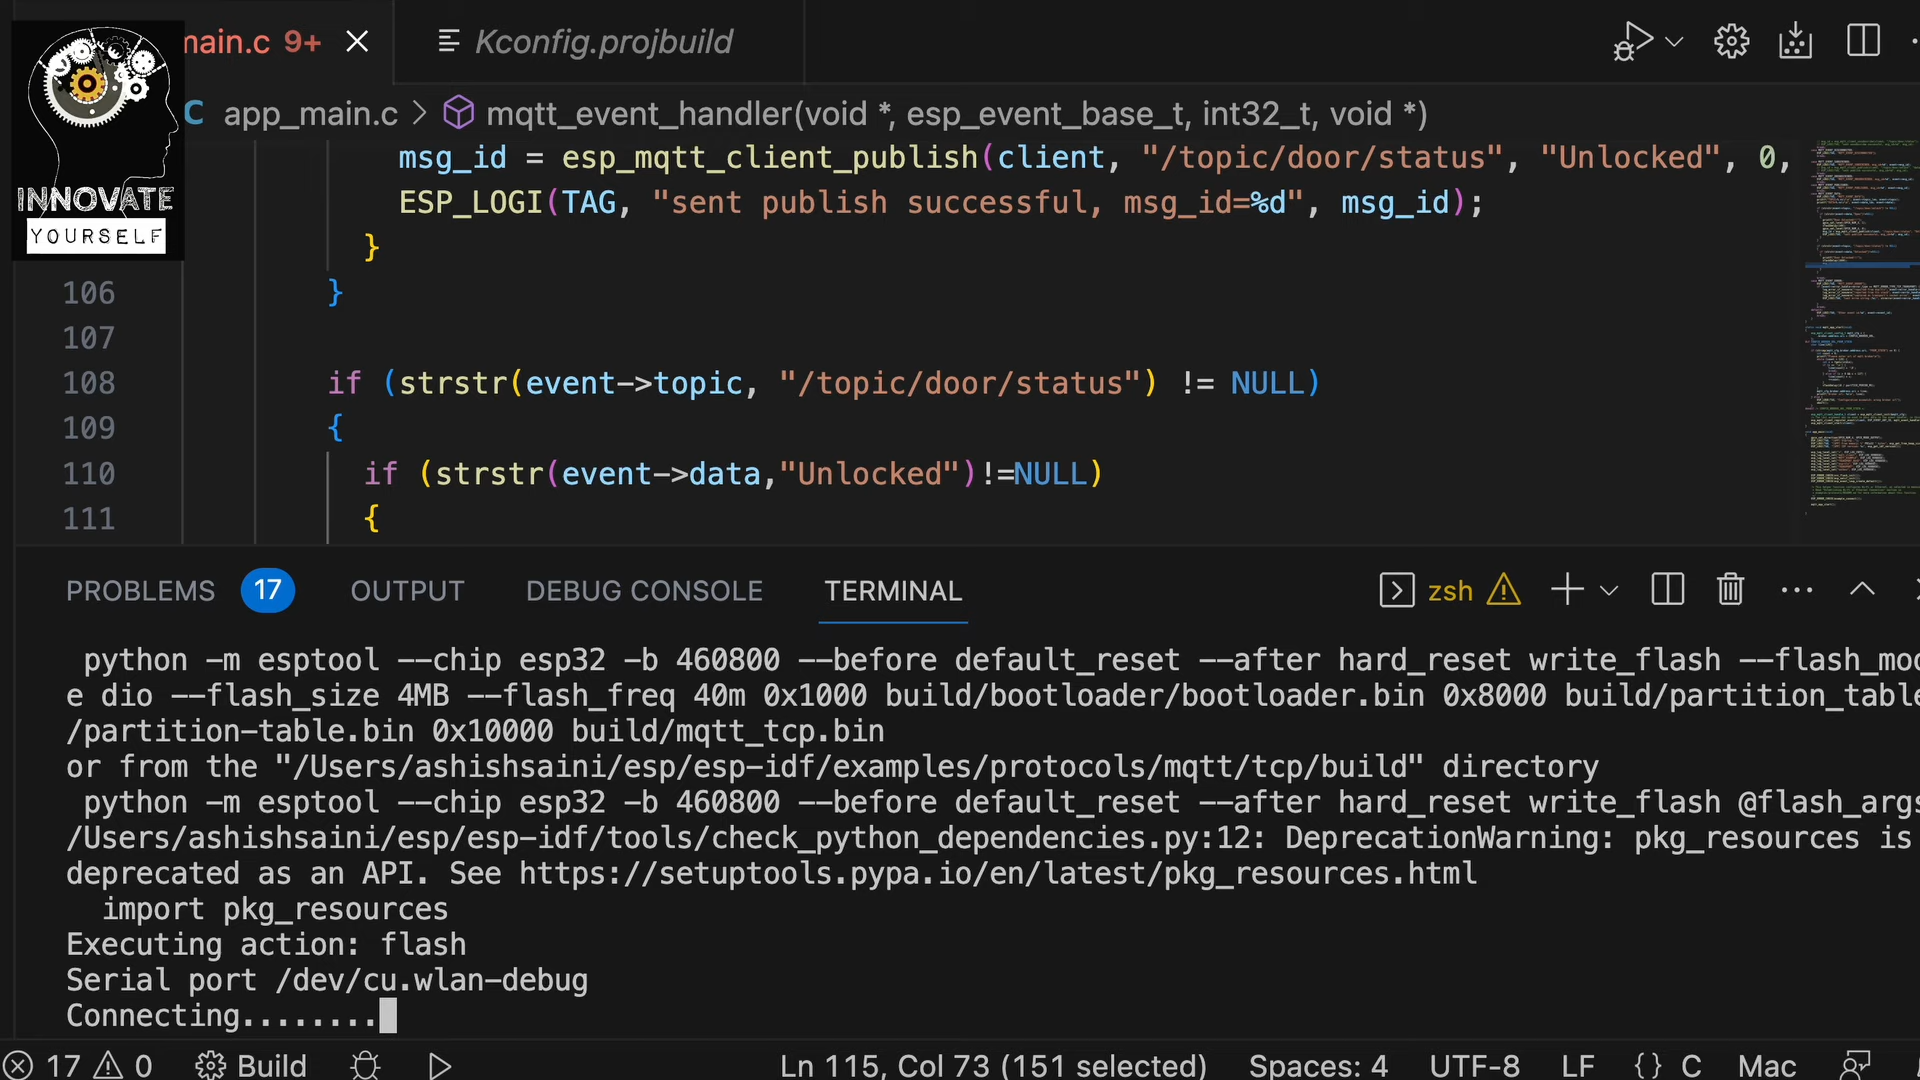 main.c 9+
Kconfig.projbuild
INNOVATE
YOURSELF
C app_main.c > mqtt_event_handler(void *, esp_event_base_t, int32_t, void *)
msg_id = esp_mqtt_client_publish(client, "/topic/door/status", "Unlocked", 0,
ESP_LOGI(TAG, "sent publish successful, msg_id=%d", msg_id);
}
106 }
107
108 if (strstr(event->topic, "/topic/door/status") != NULL)
109 {
110 if (strstr(event->data,"Unlocked")!=NULL)
111 {
PROBLEMS 17 OUTPUT DEBUG CONSOLE TERMINAL zsh
python -m esptool --chip esp32 -b 460800 --before default_reset --after hard_reset write_flash --flash_mod
e dio --flash_size 4MB --flash_freq 40m 0x1000 build/bootloader/bootloader.bin 0x8000 build/partition_table
/partition-table.bin 0x10000 build/mqtt_tcp.bin
or from the "/Users/ashishsaini/esp/esp-idf/examples/protocols/mqtt/tcp/build" directory
python -m esptool --chip esp32 -b 460800 --before default_reset --after hard_reset write_flash @flash_args
/Users/ashishsaini/esp/esp-idf/tools/check_python_dependencies.py:12: DeprecationWarning: pkg_resources is
deprecated as an API. See https://setuptools.pypa.io/en/latest/pkg_resources.html
import pkg_resources
Executing action: flash
Serial port /dev/cu.wlan-debug
Connecting........
17 0 Build Ln 115, Col 73 (151 selected) Spaces: 4 UTF-8 LF {} C Mac